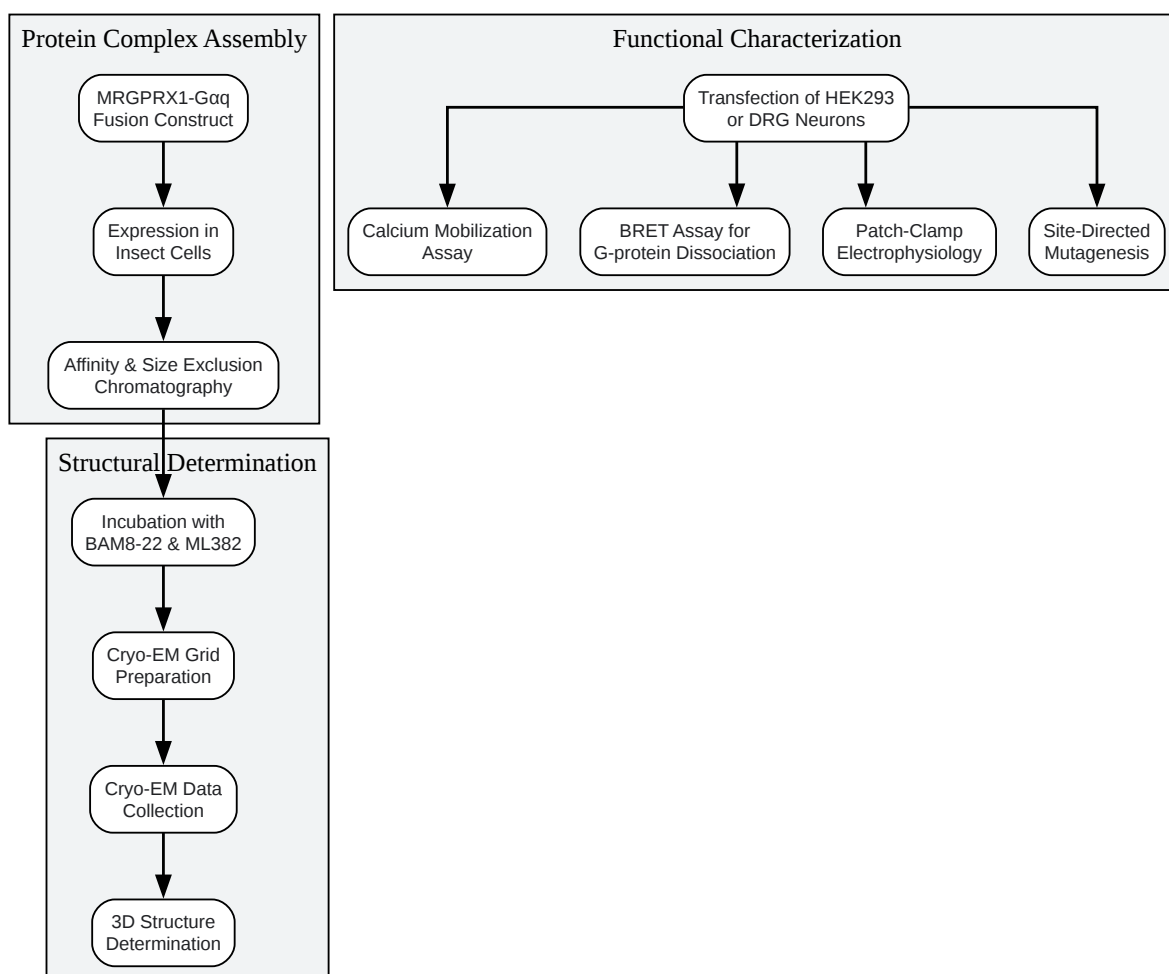 Protein Complex Assembly
MRGPRX1-Gαq
Fusion Construct
Expression in
Insect Cells
Affinity & Size Exclusion
Chromatography
Structural Determination
Incubation with
BAM8-22 & ML382
Cryo-EM Grid
Preparation
Cryo-EM Data
Collection
3D Structure
Determination
Functional Characterization
Transfection of HEK293
or DRG Neurons
Calcium Mobilization
Assay
BRET Assay for
G-protein Dissociation
Patch-Clamp
Electrophysiology
Site-Directed
Mutagenesis